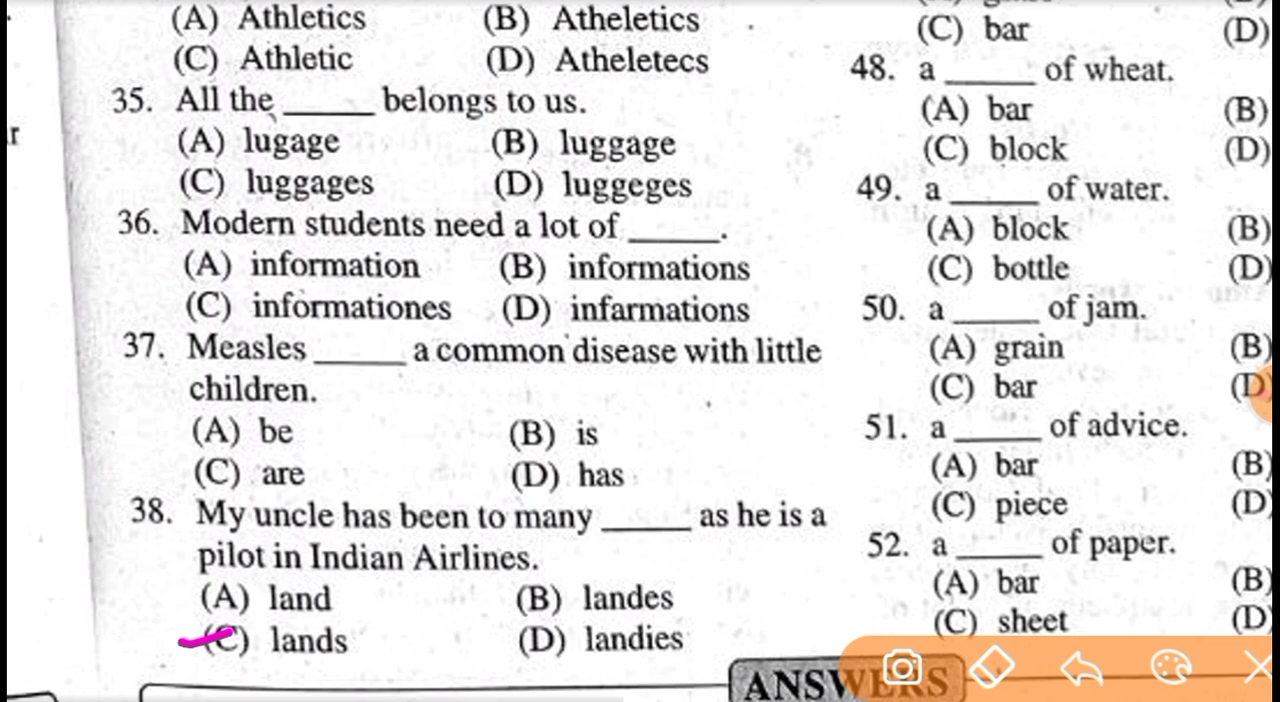 (A) Athletics (B) Atheletics
(C) Athletic (D) Atheletecs
35. All the _____ belongs to us.
(A) lugage (B) luggage
(C) luggages (D) luggeges
36. Modern students need a lot of _____.
(A) information (B) informations
(C) informationes (D) infarmations
37. Measles _____ a common disease with little
children.
(A) be (B) is
(C) are (D) has
38. My uncle has been to many _____ as he is a
pilot in Indian Airlines.
(A) land (B) landes
(C) lands (D) landies
(C) bar (D)
48. a _____ of wheat.
(A) bar (B)
(C) block (D)
49. a _____ of water.
(A) block (B)
(C) bottle (D)
50. a _____ of jam.
(A) grain (B)
(C) bar (D)
51. a _____ of advice.
(A) bar (B)
(C) piece (D)
52. a _____ of paper.
(A) bar (B)
(C) sheet (D)
ANSWERS